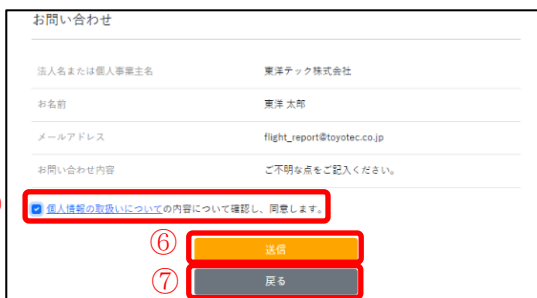 お問い合わせ
法人名または個人事業主名 東洋テック株式会社
お名前 東洋 太郎
メールアドレス flight_report@toyotec.co.jp
お問い合わせ内容 ご不明な点をご記入ください。
個人情報の取扱いについての内容について確認し、同意します。
⑥ 送信
⑦ 戻る